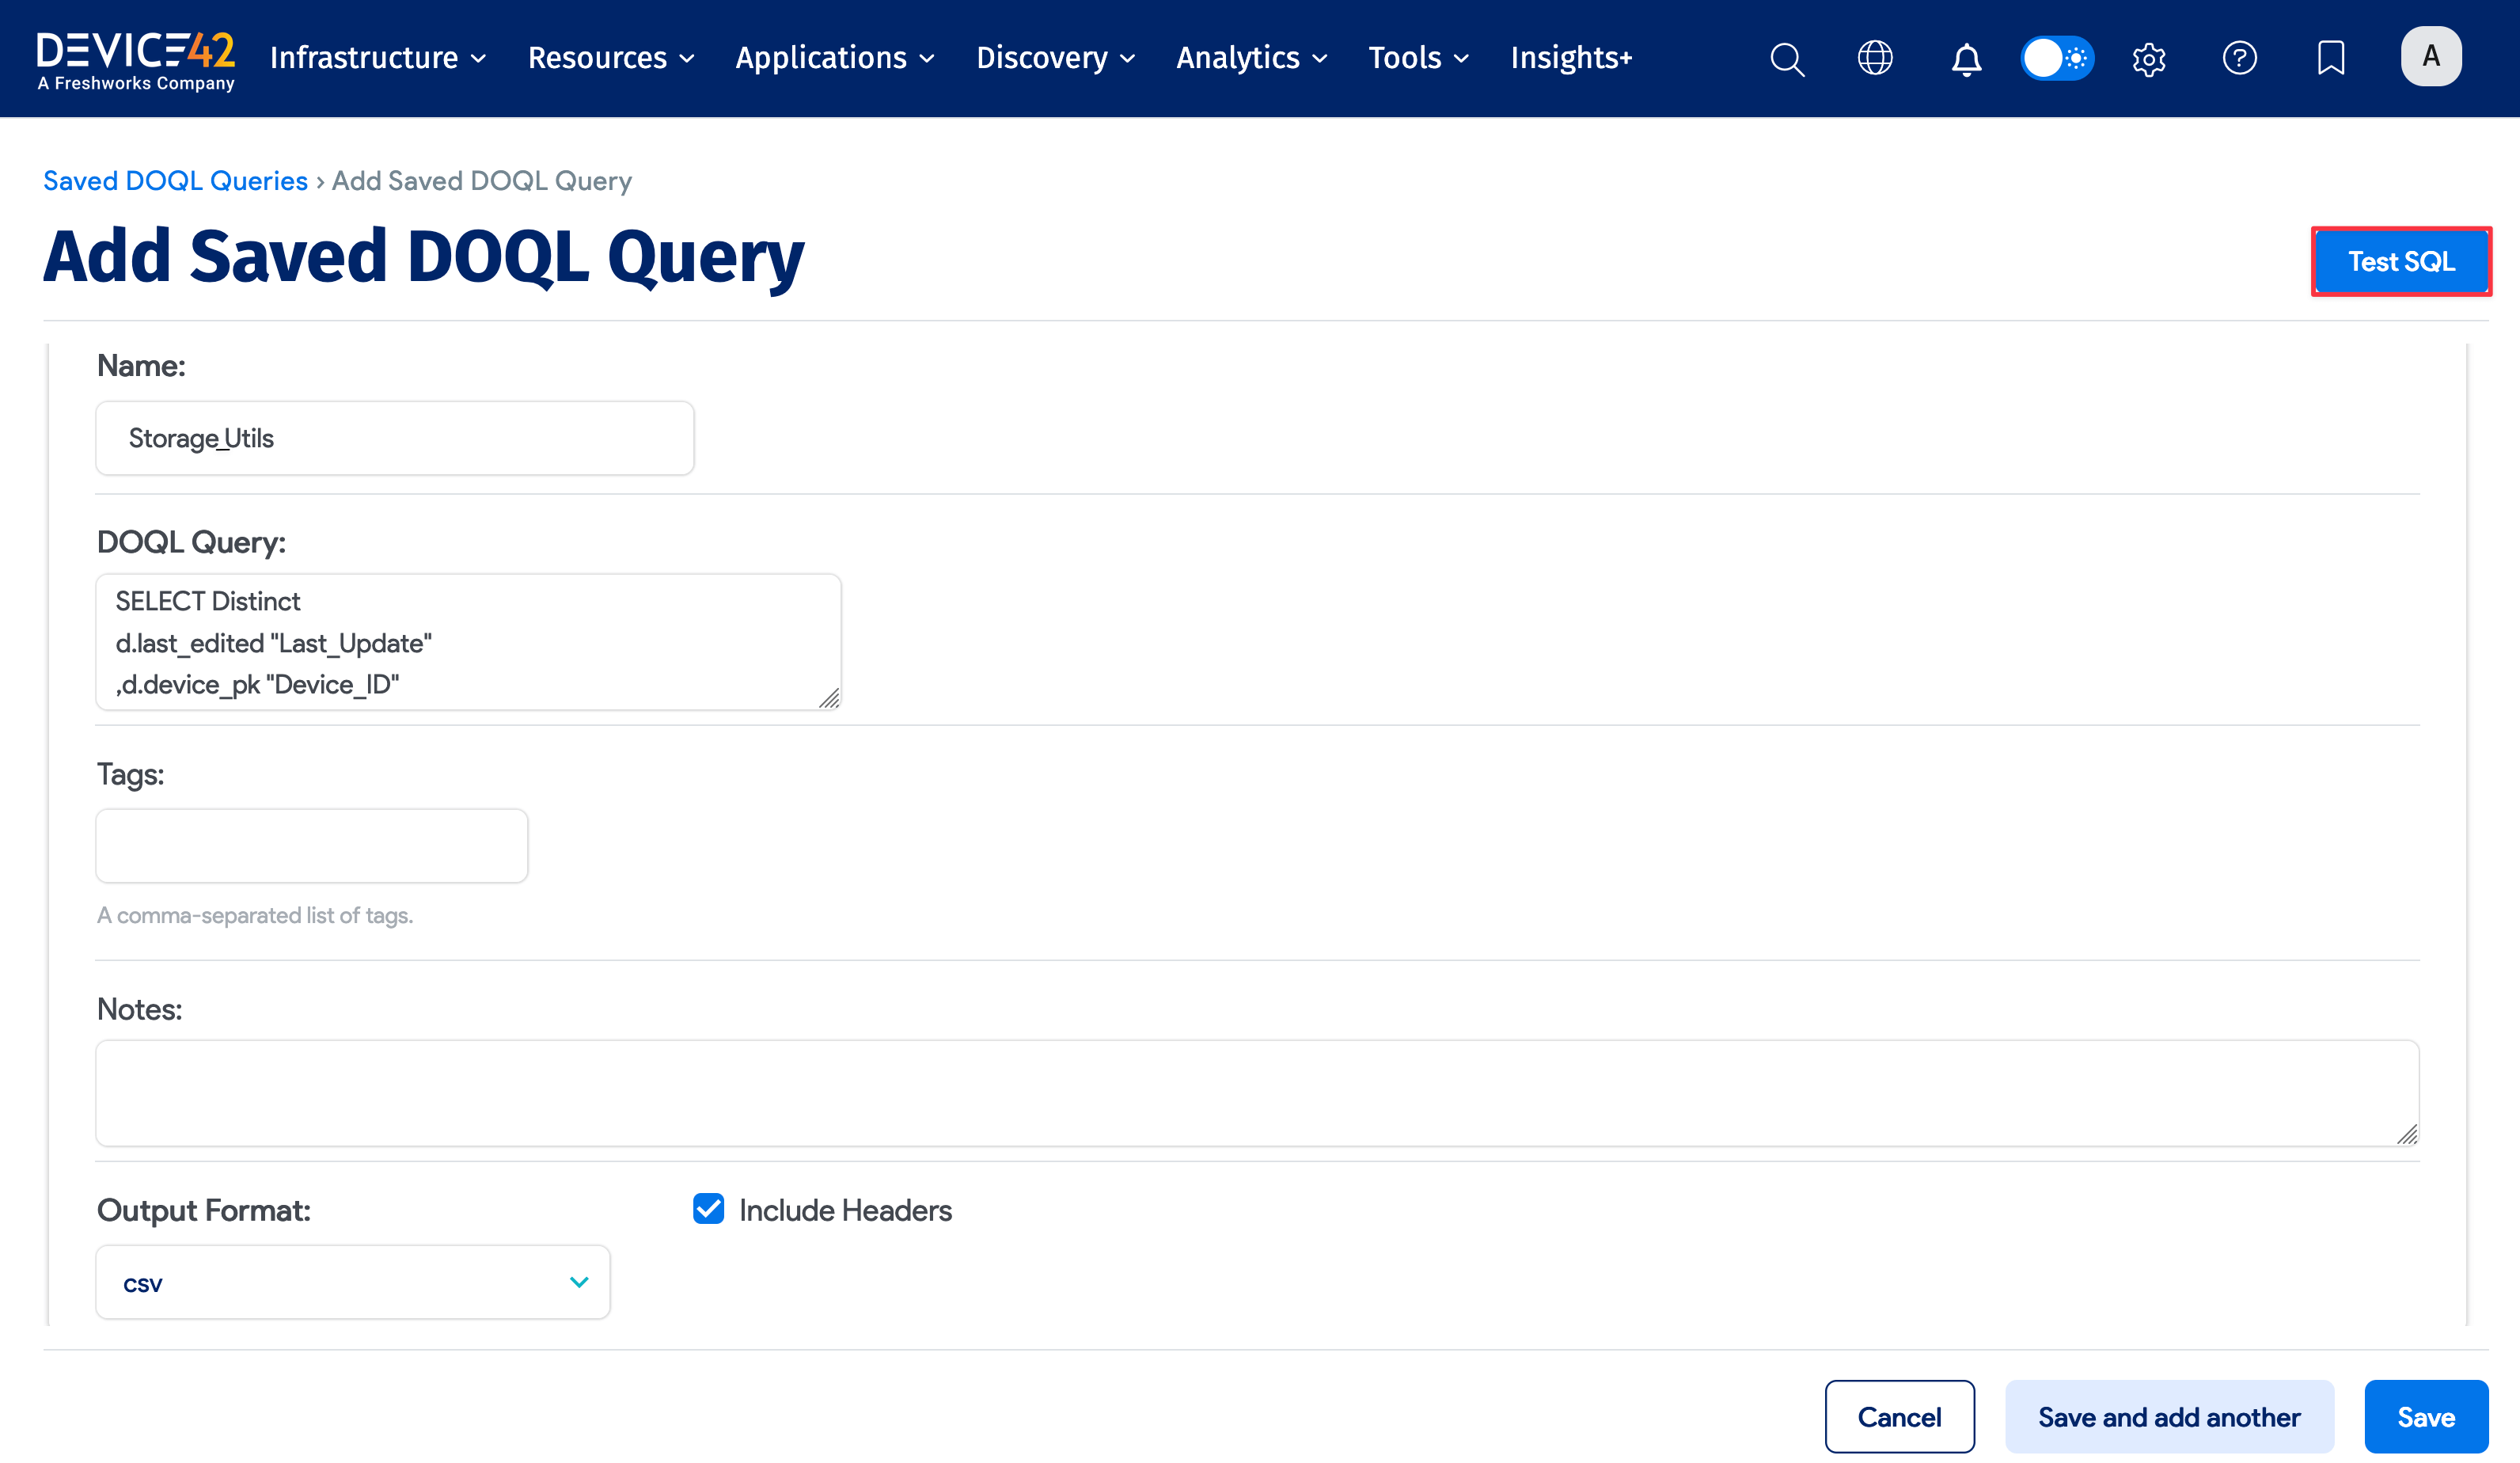 DEVICE42
A Freshworks Company
Infrastructure Resources Applications Discovery Analytics Tools Insights+
A
Saved DOQL Queries › Add Saved DOQL Query
Add Saved DOQL Query
Test SQL
Name:
Storage_Utils
DOQL Query:
SELECT Distinct
d.last_edited "Last_Update"
,d.device_pk "Device_ID"
Tags:
A comma-separated list of tags.
Notes:
Output Format:
Include Headers
csv
Cancel
Save and add another
Save